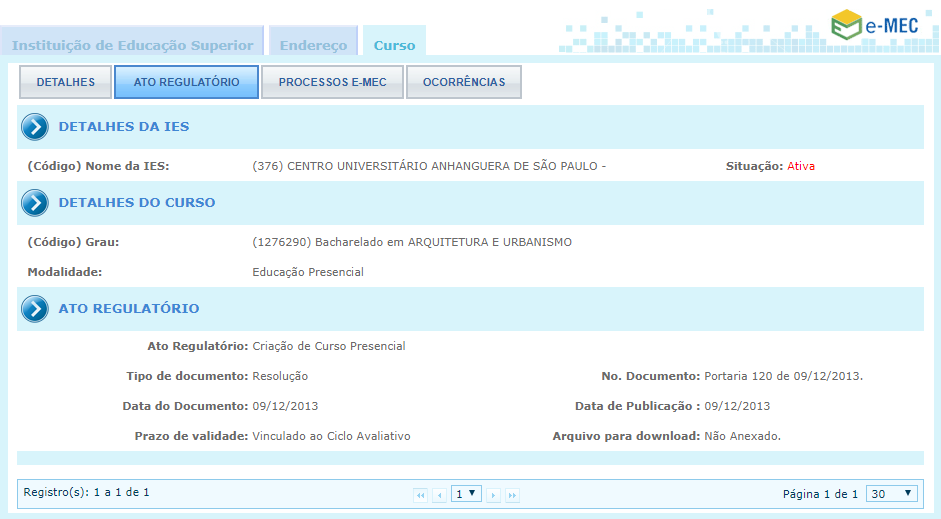 e-MEC
Instituição de Educação Superior Endereço Curso
DETALHES ATO REGULATÓRIO PROCESSOS E-MEC OCORRÊNCIAS
DETALHES DA IES
(Código) Nome da IES: (376) CENTRO UNIVERSITÁRIO ANHANGUERA DE SÃO PAULO - Situação: Ativa
DETALHES DO CURSO
(Código) Grau: (1276290) Bacharelado em ARQUITETURA E URBANISMO
Modalidade: Educação Presencial
ATO REGULATÓRIO
Ato Regulatório: Criação de Curso Presencial
Tipo de documento: Resolução No. Documento: Portaria 120 de 09/12/2013.
Data do Documento: 09/12/2013 Data de Publicação : 09/12/2013
Prazo de validade: Vinculado ao Ciclo Avaliativo Arquivo para download: Não Anexado.
Registro(s): 1 a 1 de 1 1 Página 1 de 1 30